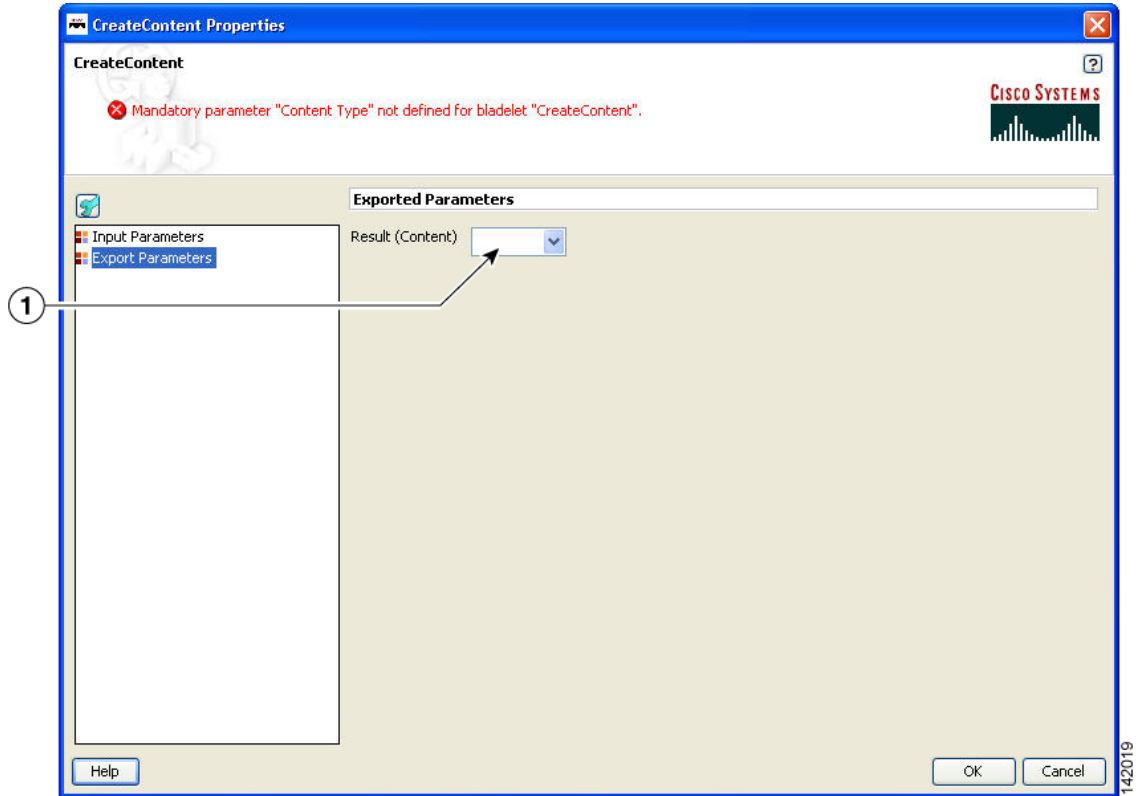 CreateContent Properties
CreateContent
?
Mandatory parameter "Content Type" not defined for bladelet "CreateContent".
CISCO SYSTEMS
Exported Parameters
Input Parameters
Export Parameters
Result (Content)
1
Help
OK
Cancel
142019